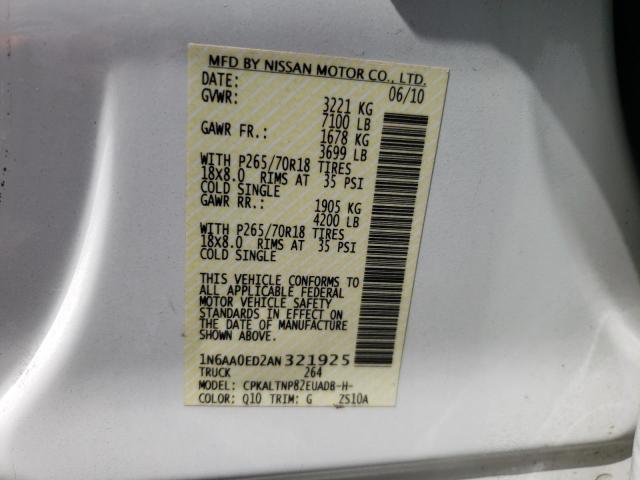 MFD BY NISSAN MOTOR CO., LTD.
DATE: 06/10
GVWR: 3221 KG
7100 LB
GAWR FR.: 1678 KG
3699 LB
WITH P265/70R18 TIRES
18X8.0 RIMS AT 35 PSI
COLD SINGLE
GAWR RR.: 1905 KG
4200 LB
WITH P265/70R18 TIRES
18X8.0 RIMS AT 35 PSI
COLD SINGLE
THIS VEHICLE CONFORMS TO
ALL APPLICABLE FEDERAL
MOTOR VEHICLE SAFETY
STANDARDS IN EFFECT ON
THE DATE OF MANUFACTURE
SHOWN ABOVE.
1N6AA0ED2AN321925
TRUCK 264
MODEL: CPKALTNP82EUADB-H-
COLOR: Q10 TRIM: G ZS10A